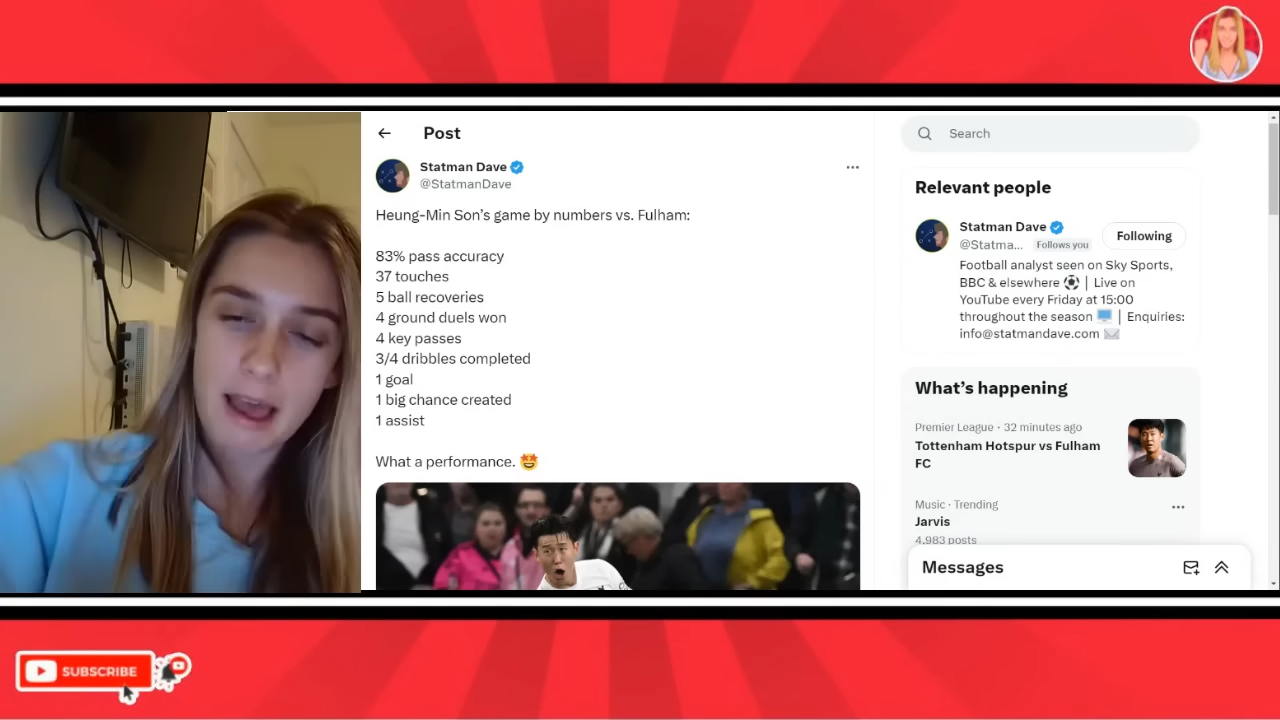 Post
Statman Dave
@StatmanDave
Heung-Min Son's game by numbers vs. Fulham:
83% pass accuracy
37 touches
5 ball recoveries
4 ground duels won
4 key passes
3/4 dribbles completed
1 goal
1 big chance created
1 assist
What a performance. 🤩
Search
Relevant people
Statman Dave
@Statma... Follows you
Following
Football analyst seen on Sky Sports,
BBC & elsewhere ⚽ | Live on
YouTube every Friday at 15:00
throughout the season 🖥️ | Enquiries:
info@statmandave.com ✉️
What's happening
Premier League · 32 minutes ago
Tottenham Hotspur vs Fulham
FC
Music · Trending
Jarvis
4,983 posts
Messages
SUBSCRIBE